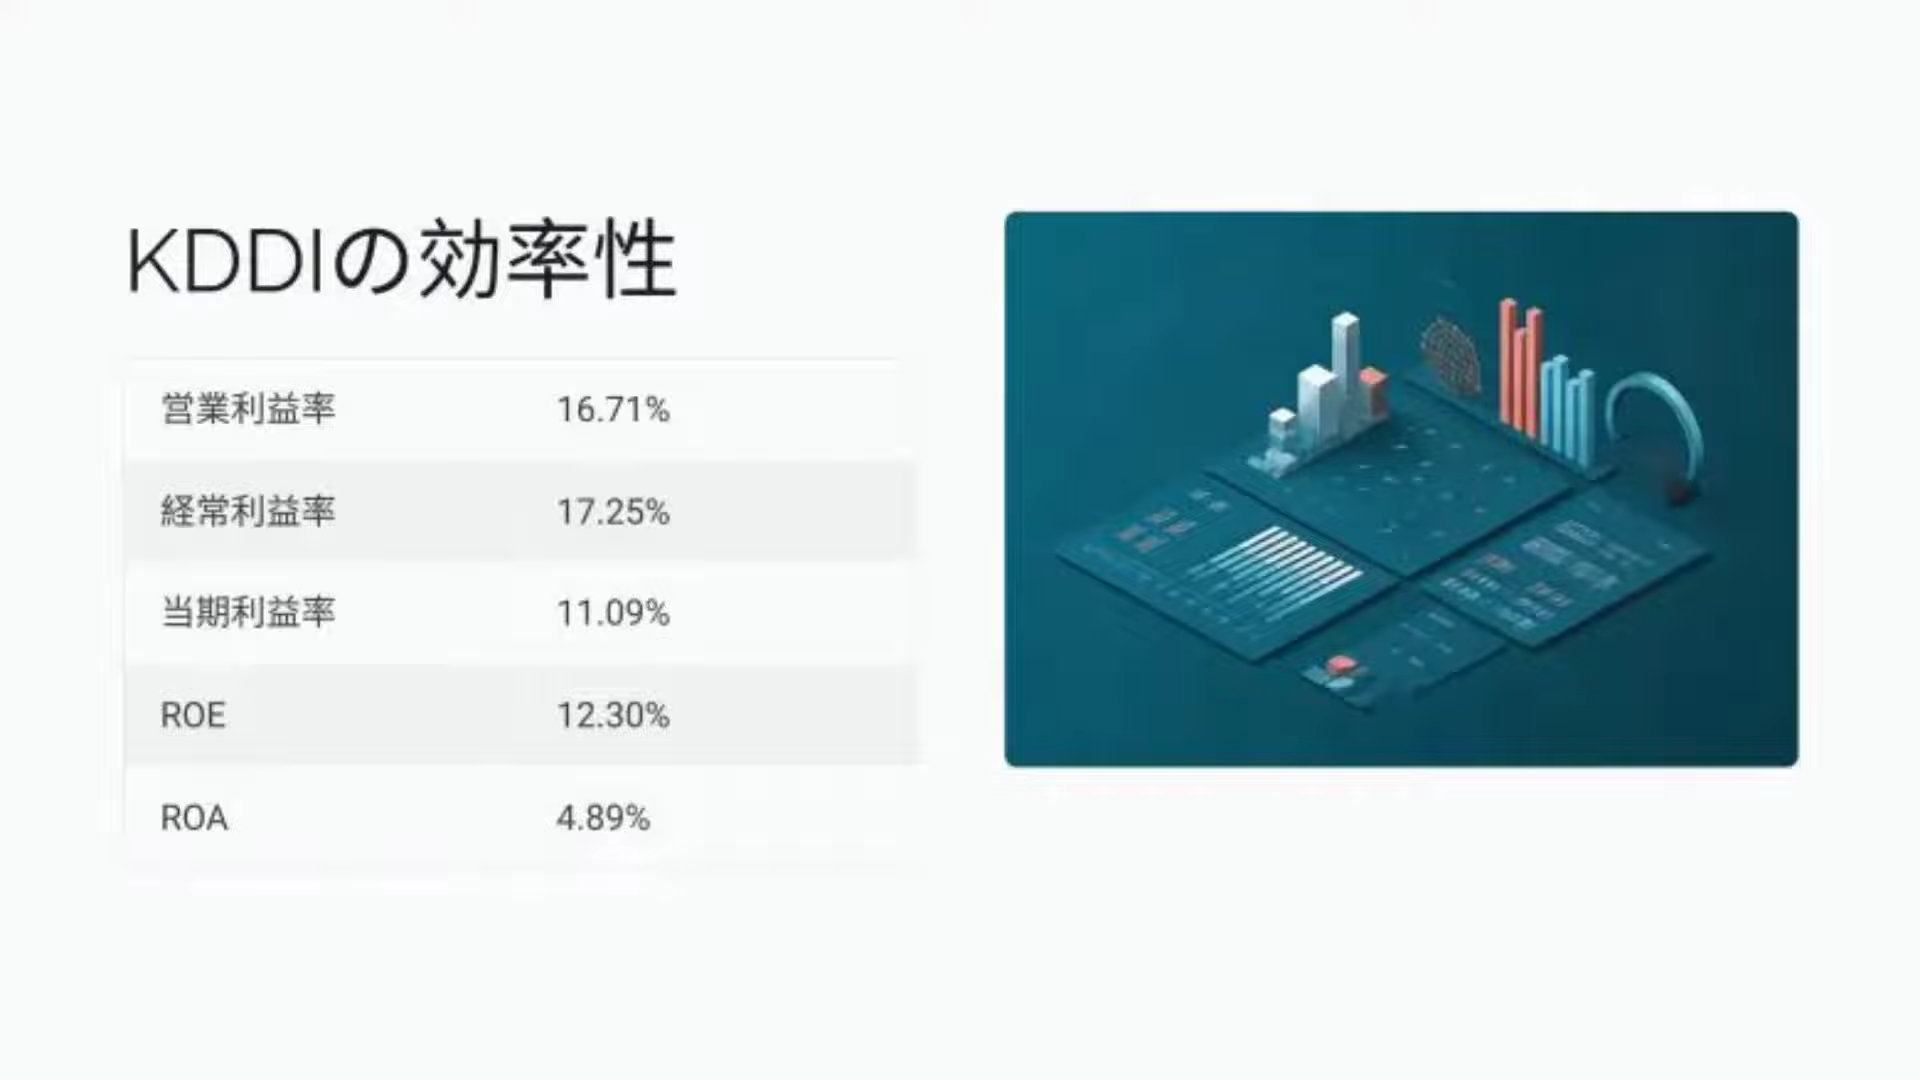 KDDIの効率性
営業利益率 16.71%
経常利益率 17.25%
当期利益率 11.09%
ROE 12.30%
ROA 4.89%